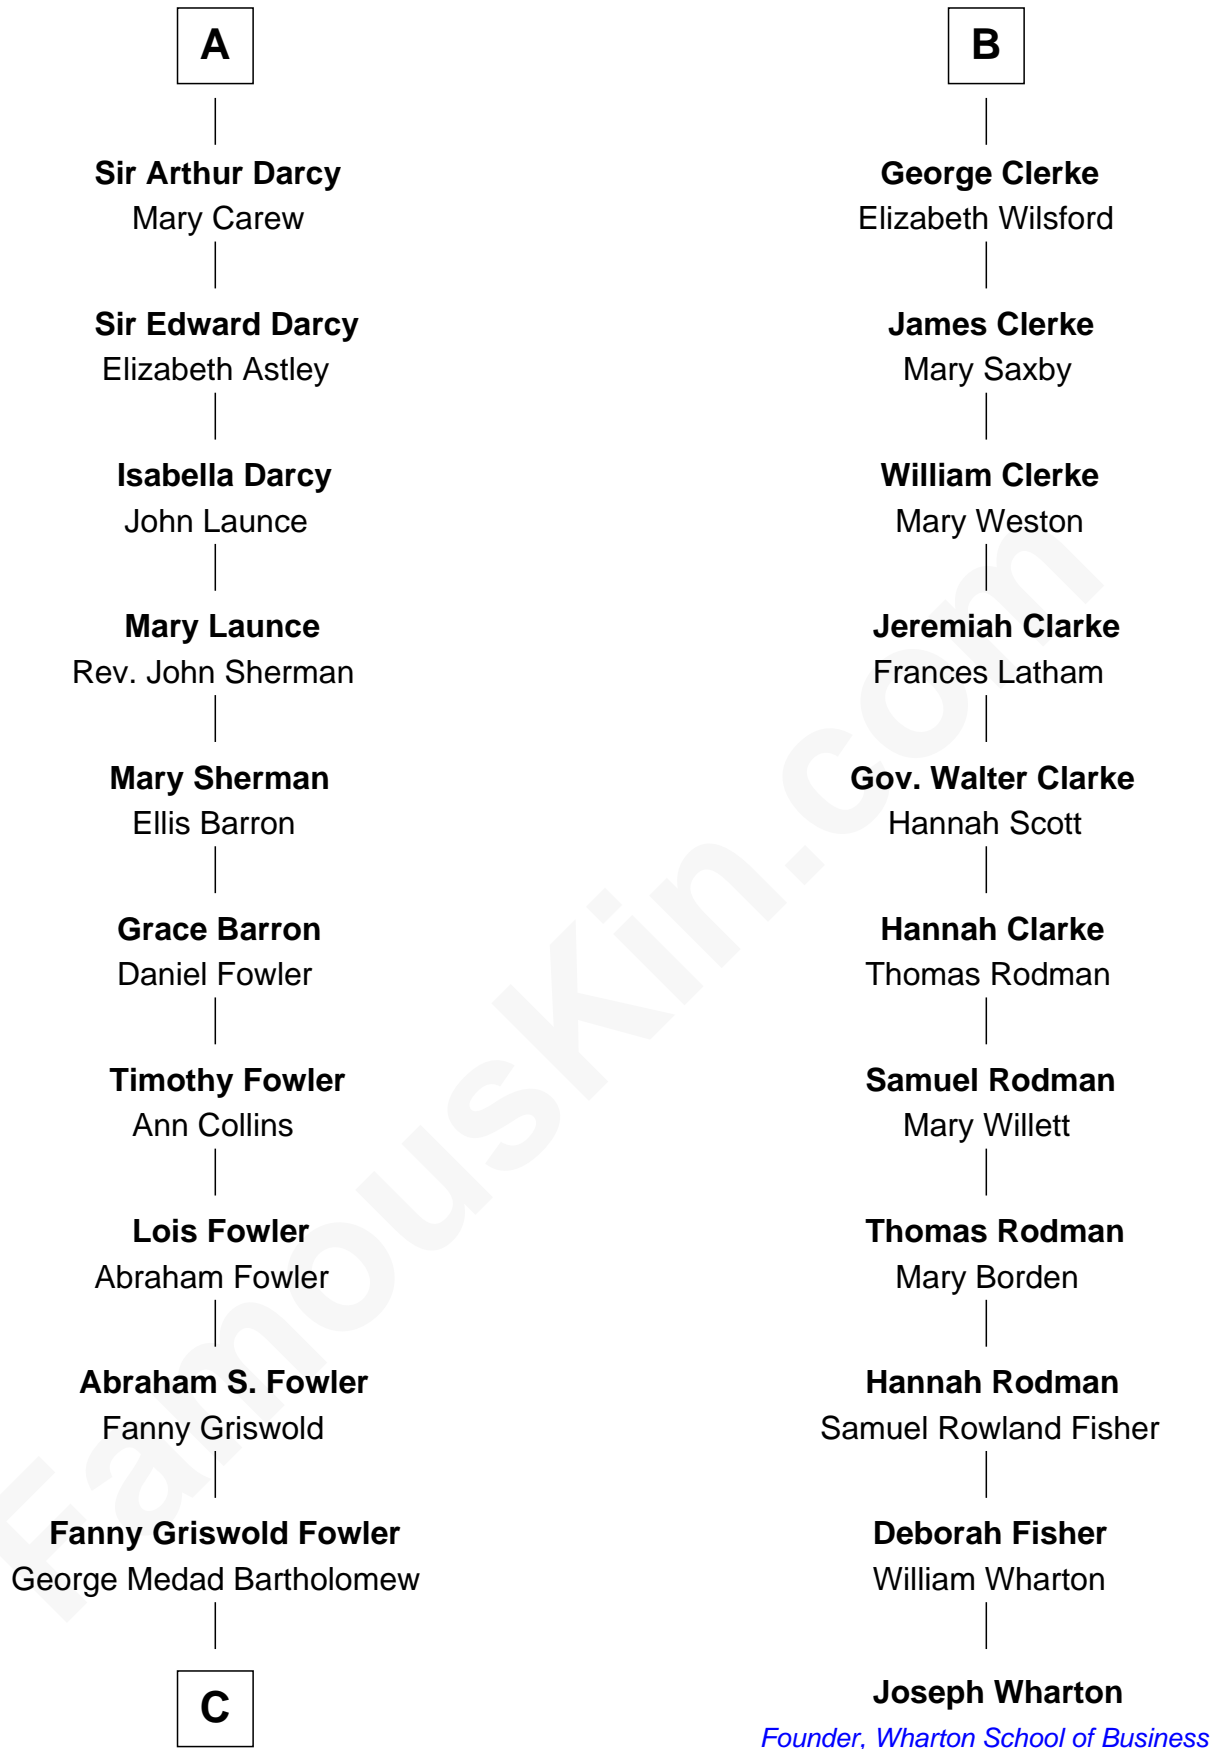 A
Sir Arthur Darcy
Mary Carew
Sir Edward Darcy
Elizabeth Astley
Isabella Darcy
John Launce
Mary Launce
Rev. John Sherman
Mary Sherman
Ellis Barron
Grace Barron
Daniel Fowler
Timothy Fowler
Ann Collins
Lois Fowler
Abraham Fowler
Abraham S. Fowler
Fanny Griswold
Fanny Griswold Fowler
George Medad Bartholomew
C
B
George Clerke
Elizabeth Wilsford
James Clerke
Mary Saxby
William Clerke
Mary Weston
Jeremiah Clarke
Frances Latham
Gov. Walter Clarke
Hannah Scott
Hannah Clarke
Thomas Rodman
Samuel Rodman
Mary Willett
Thomas Rodman
Mary Borden
Hannah Rodman
Samuel Rowland Fisher
Deborah Fisher
William Wharton
Joseph Wharton
Founder, Wharton School of Business
FamousKin.com